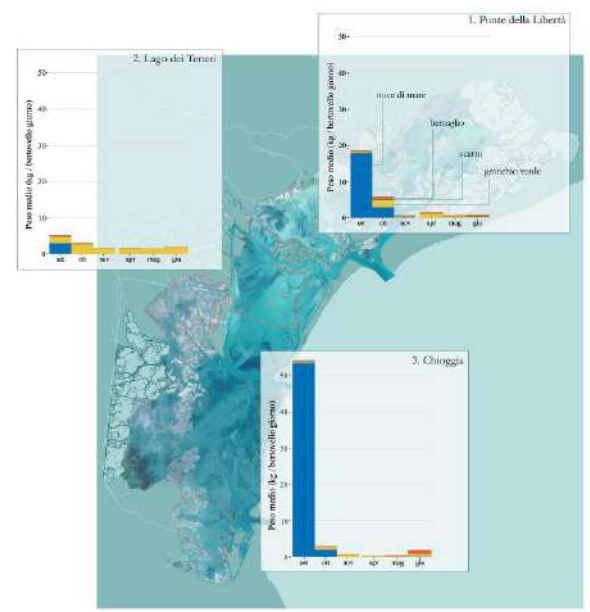 1. Ponte della Libertà
50-
40-
30-
20-
10-
0-
Peso medio (kg / bertovello giorno)
noce di mare
bersaglio
scarto
granchio verde
set ott nov apr mag giu
2. Lago dei Teneri
50-
40-
30-
20-
10-
0-
Peso medio (kg / bertovello giorno)
set ott nov apr mag giu
3. Chioggia
50-
40-
30-
20-
10-
0-
Peso medio (kg / bertovello giorno)
set ott nov apr mag giu